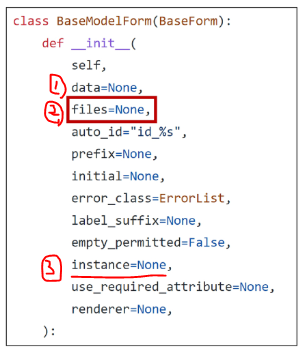 class BaseModelForm(BaseForm):
    def __init__(
        self,
1) data=None,
2) files=None,
        auto_id="id_%s",
        prefix=None,
        initial=None,
        error_class=ErrorList,
        label_suffix=None,
        empty_permitted=False,
3 instance=None,
        use_required_attribute=None,
        renderer=None,
    ):